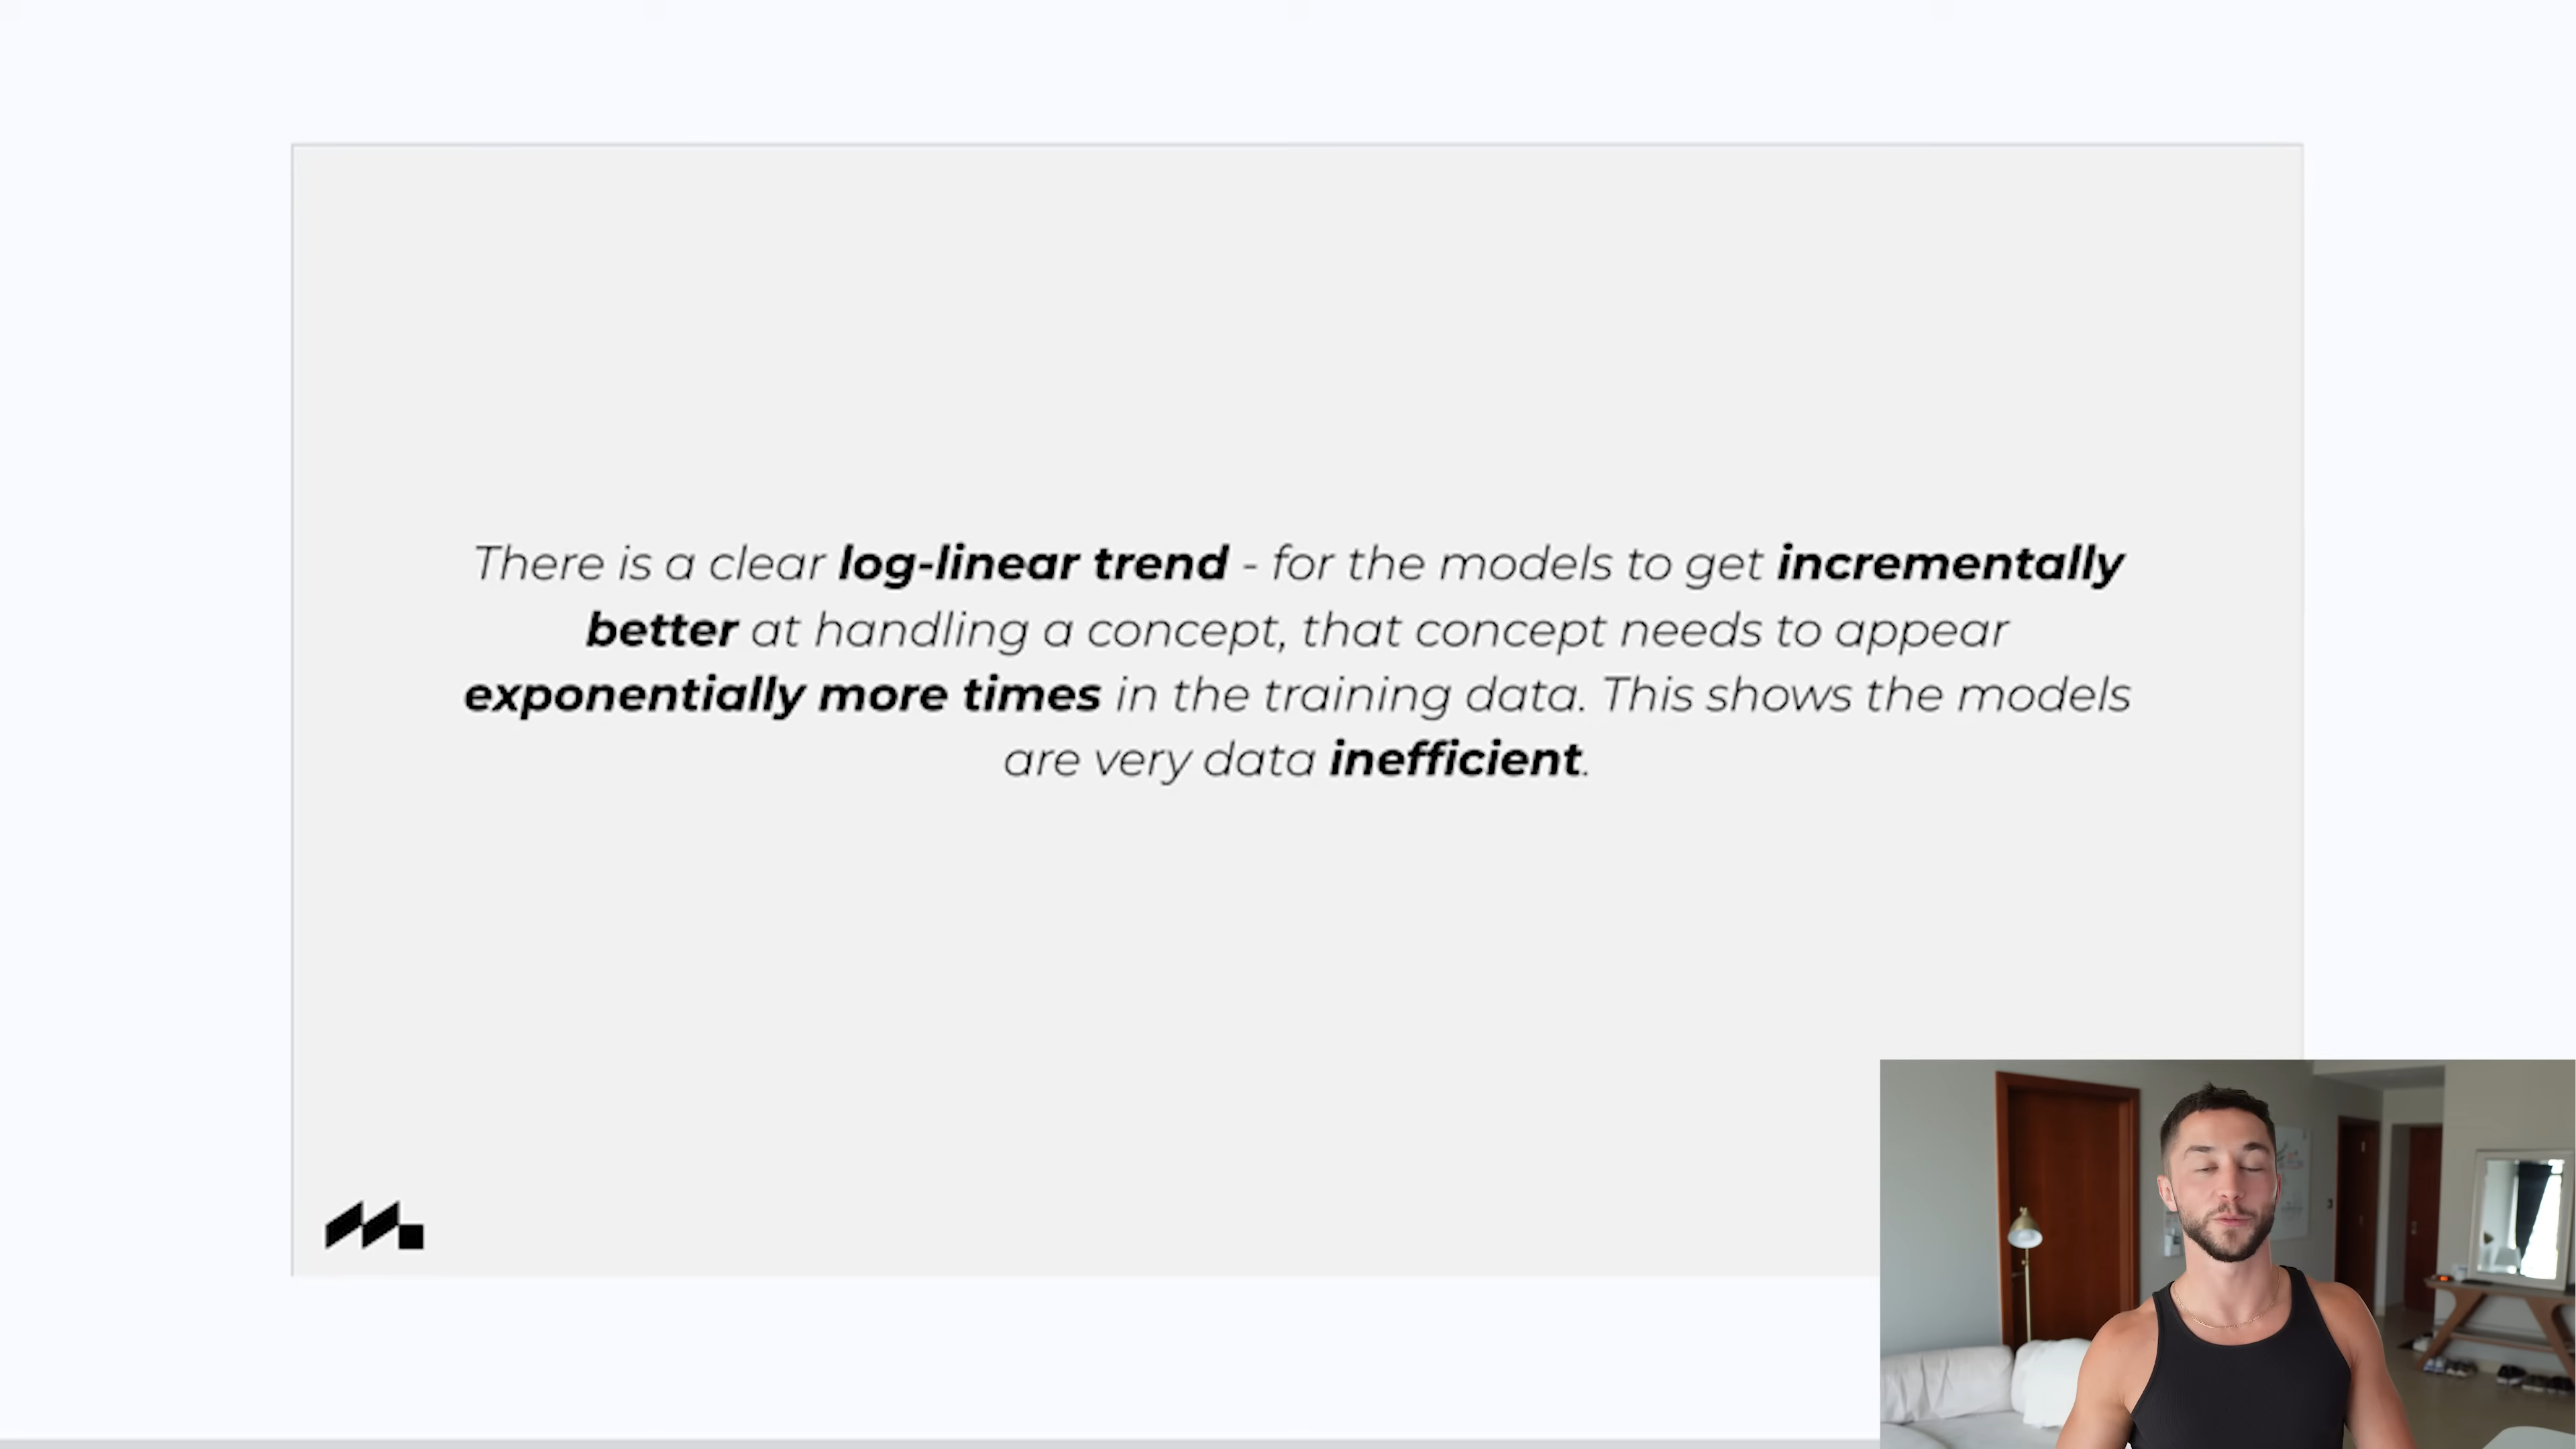 There is a clear log-linear trend - for the models to get incrementally
better at handling a concept, that concept needs to appear
exponentially more times in the training data. This shows the models
are very data inefficient.